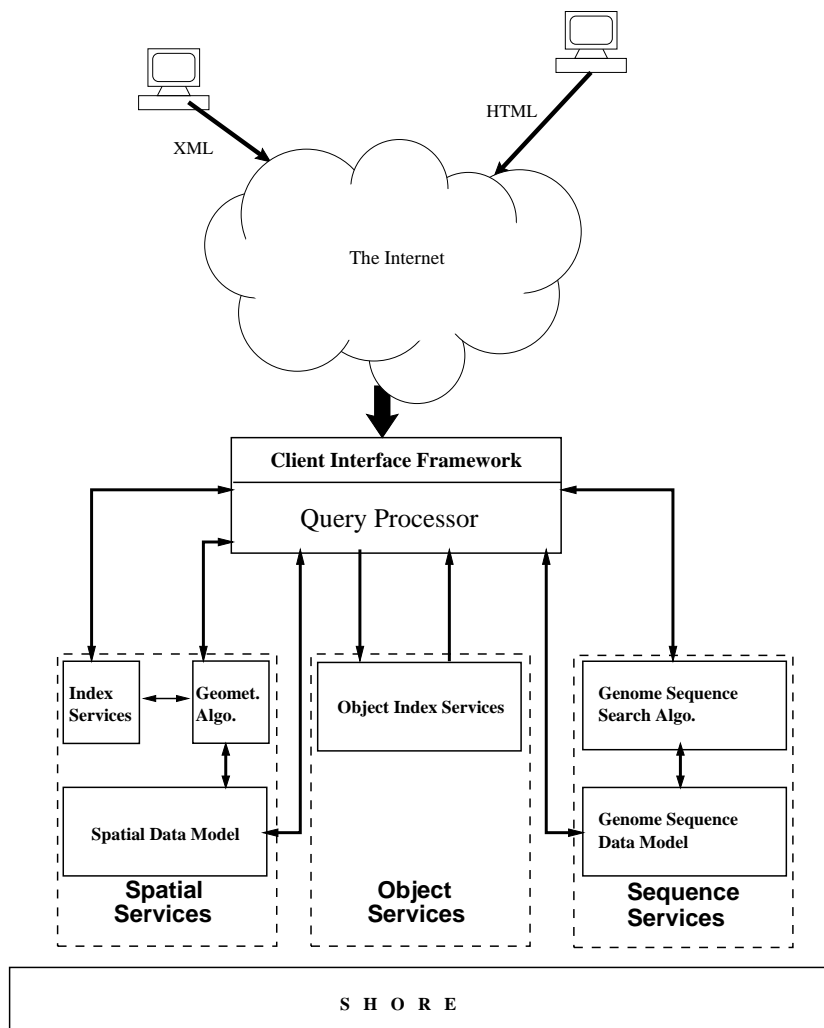 XML
HTML
The Internet
Client Interface Framework
Query Processor
Index
Services
Geomet.
Algo.
Object Index Services
Genome Sequence
Search Algo.
Spatial Data Model
Genome Sequence
Data Model
Spatial
Services
Object
Services
Sequence
Services
S H O R E